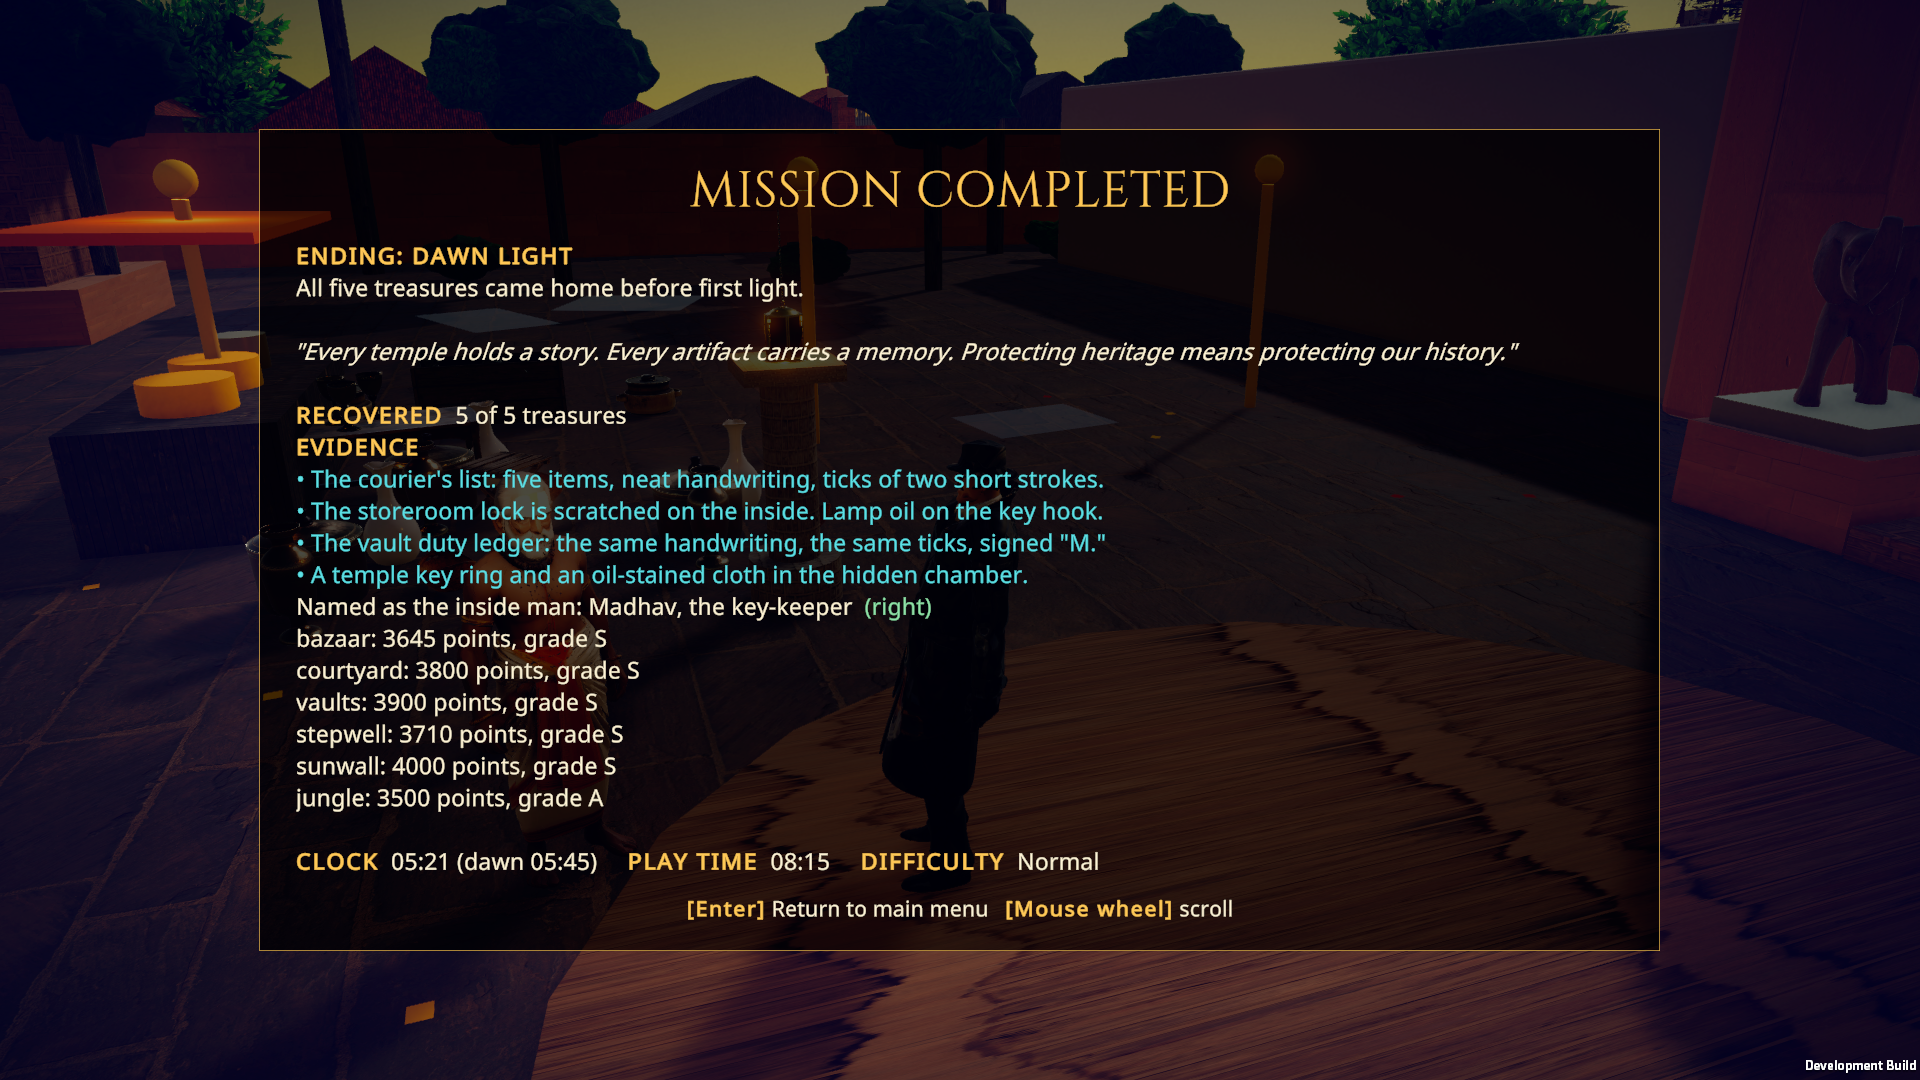 MISSION COMPLETED
ENDING: DAWN LIGHT
All five treasures came home before first light.
"Every temple holds a story. Every artifact carries a memory. Protecting heritage means protecting our history."
RECOVERED 5 of 5 treasures
EVIDENCE
• The courier's list: five items, neat handwriting, ticks of two short strokes.
• The storeroom lock is scratched on the inside. Lamp oil on the key hook.
• The vault duty ledger: the same handwriting, the same ticks, signed "M."
• A temple key ring and an oil-stained cloth in the hidden chamber.
Named as the inside man: Madhav, the key-keeper (right)
bazaar: 3645 points, grade S
courtyard: 3800 points, grade S
vaults: 3900 points, grade S
stepwell: 3710 points, grade S
sunwall: 4000 points, grade S
jungle: 3500 points, grade A
CLOCK 05:21 (dawn 05:45) PLAY TIME 08:15 DIFFICULTY Normal
[Enter] Return to main menu [Mouse wheel] scroll
Development Build